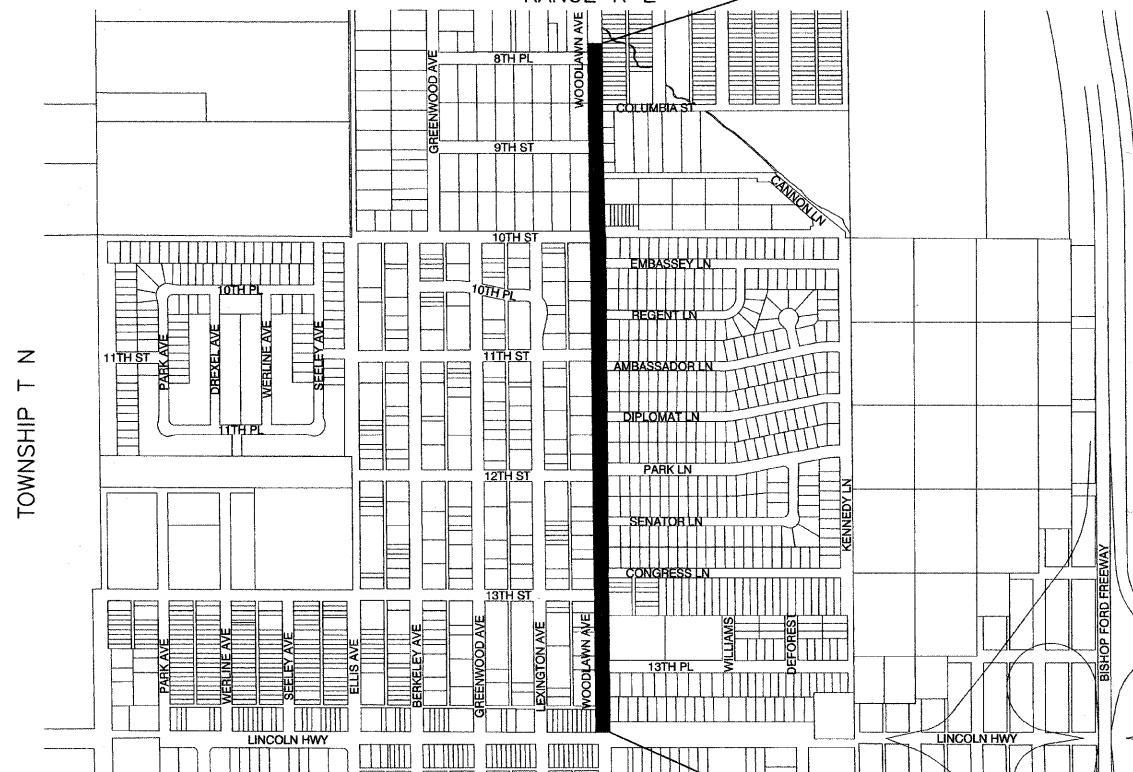 RANGE R E
TOWNSHIP T N
GREENWOOD AVE
WOODLAWN AVE
8TH PL
COLUMBIA ST
9TH ST
CANNON LN
10TH ST
EMBASSEY LN
10TH PL
10TH PL
REGENT LN
11TH ST
PARK AVE
DREXEL AVE
WERLINE AVE
SEELEY AVE
11TH ST
AMBASSADOR LN
DIPLOMAT LN
11TH PL
PARK LN
12TH ST
SENATOR LN
KENNEDY LN
CONGRESS LN
BISHOP FORD FREEWAY
13TH ST
PARK AVE
WERLINE AVE
SEELEY AVE
ELLIS AVE
BERKELEY AVE
GREENWOOD AVE
LEXINGTON AVE
WOODLAWN AVE
WILLIAMS
DEFOREST
13TH PL
LINCOLN HWY
LINCOLN HWY